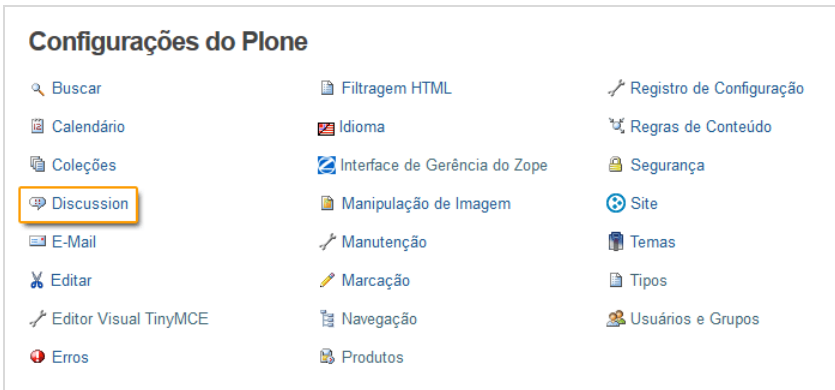 Configurações do Plone
Buscar
Calendário
Coleções
Discussion
E-Mail
Editar
Editor Visual TinyMCE
Erros
Filtragem HTML
Idioma
Interface de Gerência do Zope
Manipulação de Imagem
Manutenção
Marcação
Navegação
Produtos
Registro de Configuração
Regras de Conteúdo
Segurança
Site
Temas
Tipos
Usuários e Grupos